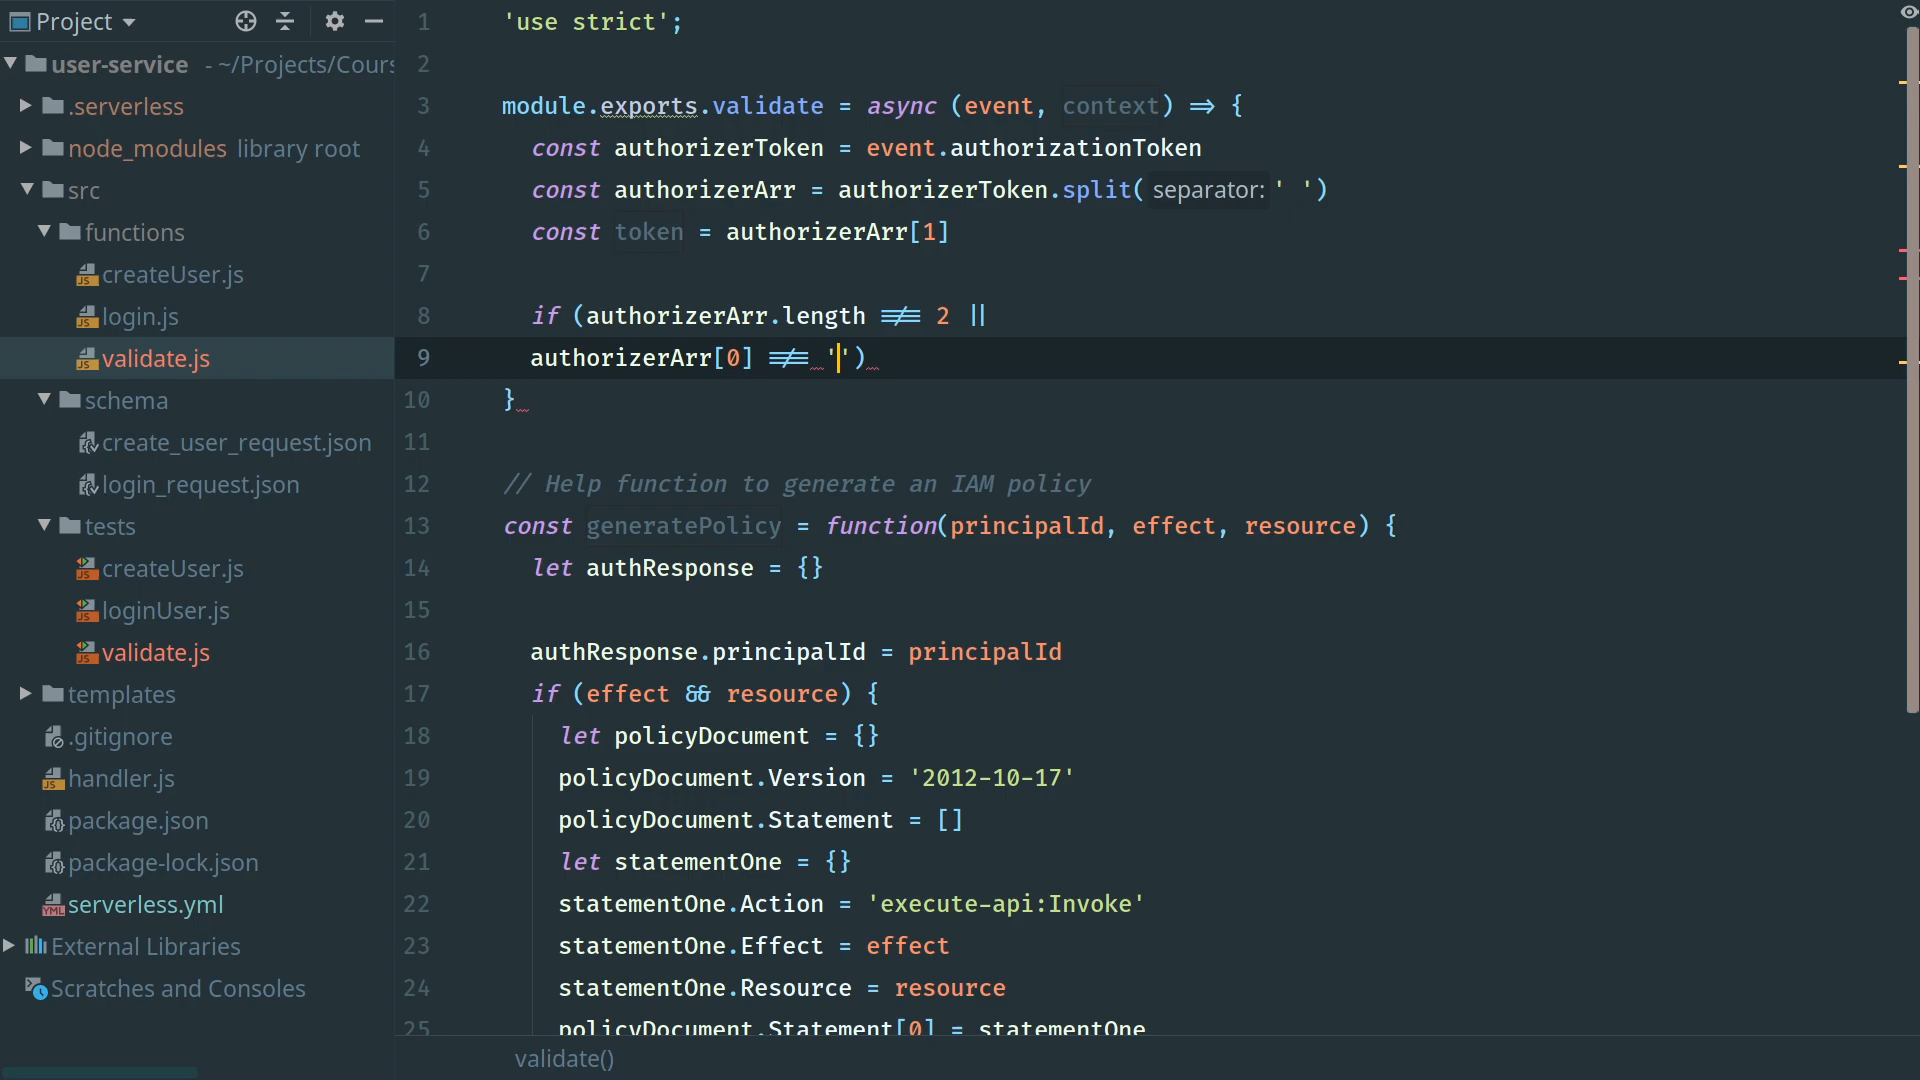 Project
user-service - ~/Projects/Cours
.serverless
node_modules library root
src
functions
createUser.js
login.js
validate.js
schema
create_user_request.json
login_request.json
tests
createUser.js
loginUser.js
validate.js
templates
.gitignore
handler.js
package.json
package-lock.json
serverless.yml
External Libraries
Scratches and Consoles
1 'use strict';
2
3 module.exports.validate = async (event, context) => {
4 const authorizerToken = event.authorizationToken
5 const authorizerArr = authorizerToken.split( separator: ' ')
6 const token = authorizerArr[1]
7
8 if (authorizerArr.length !== 2 ||
9 authorizerArr[0] !== '')
10 }
11
12 // Help function to generate an IAM policy
13 const generatePolicy = function(principalId, effect, resource) {
14 let authResponse = {}
15
16 authResponse.principalId = principalId
17 if (effect && resource) {
18 let policyDocument = {}
19 policyDocument.Version = '2012-10-17'
20 policyDocument.Statement = []
21 let statementOne = {}
22 statementOne.Action = 'execute-api:Invoke'
23 statementOne.Effect = effect
24 statementOne.Resource = resource
25 policyDocument.Statement[0] = statementOne
validate()